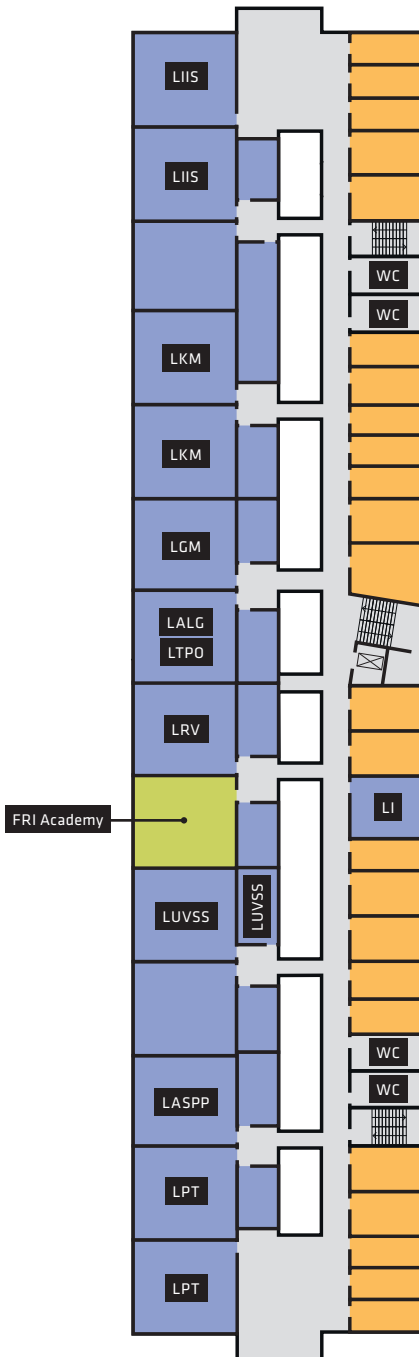 LIIS
LIIS
WC
WC
LKM
LKM
LGM
LALG
LTPO
LRV
LI
FRI Academy
LUVSS
LUVSS
WC
WC
LASPP
LPT
LPT